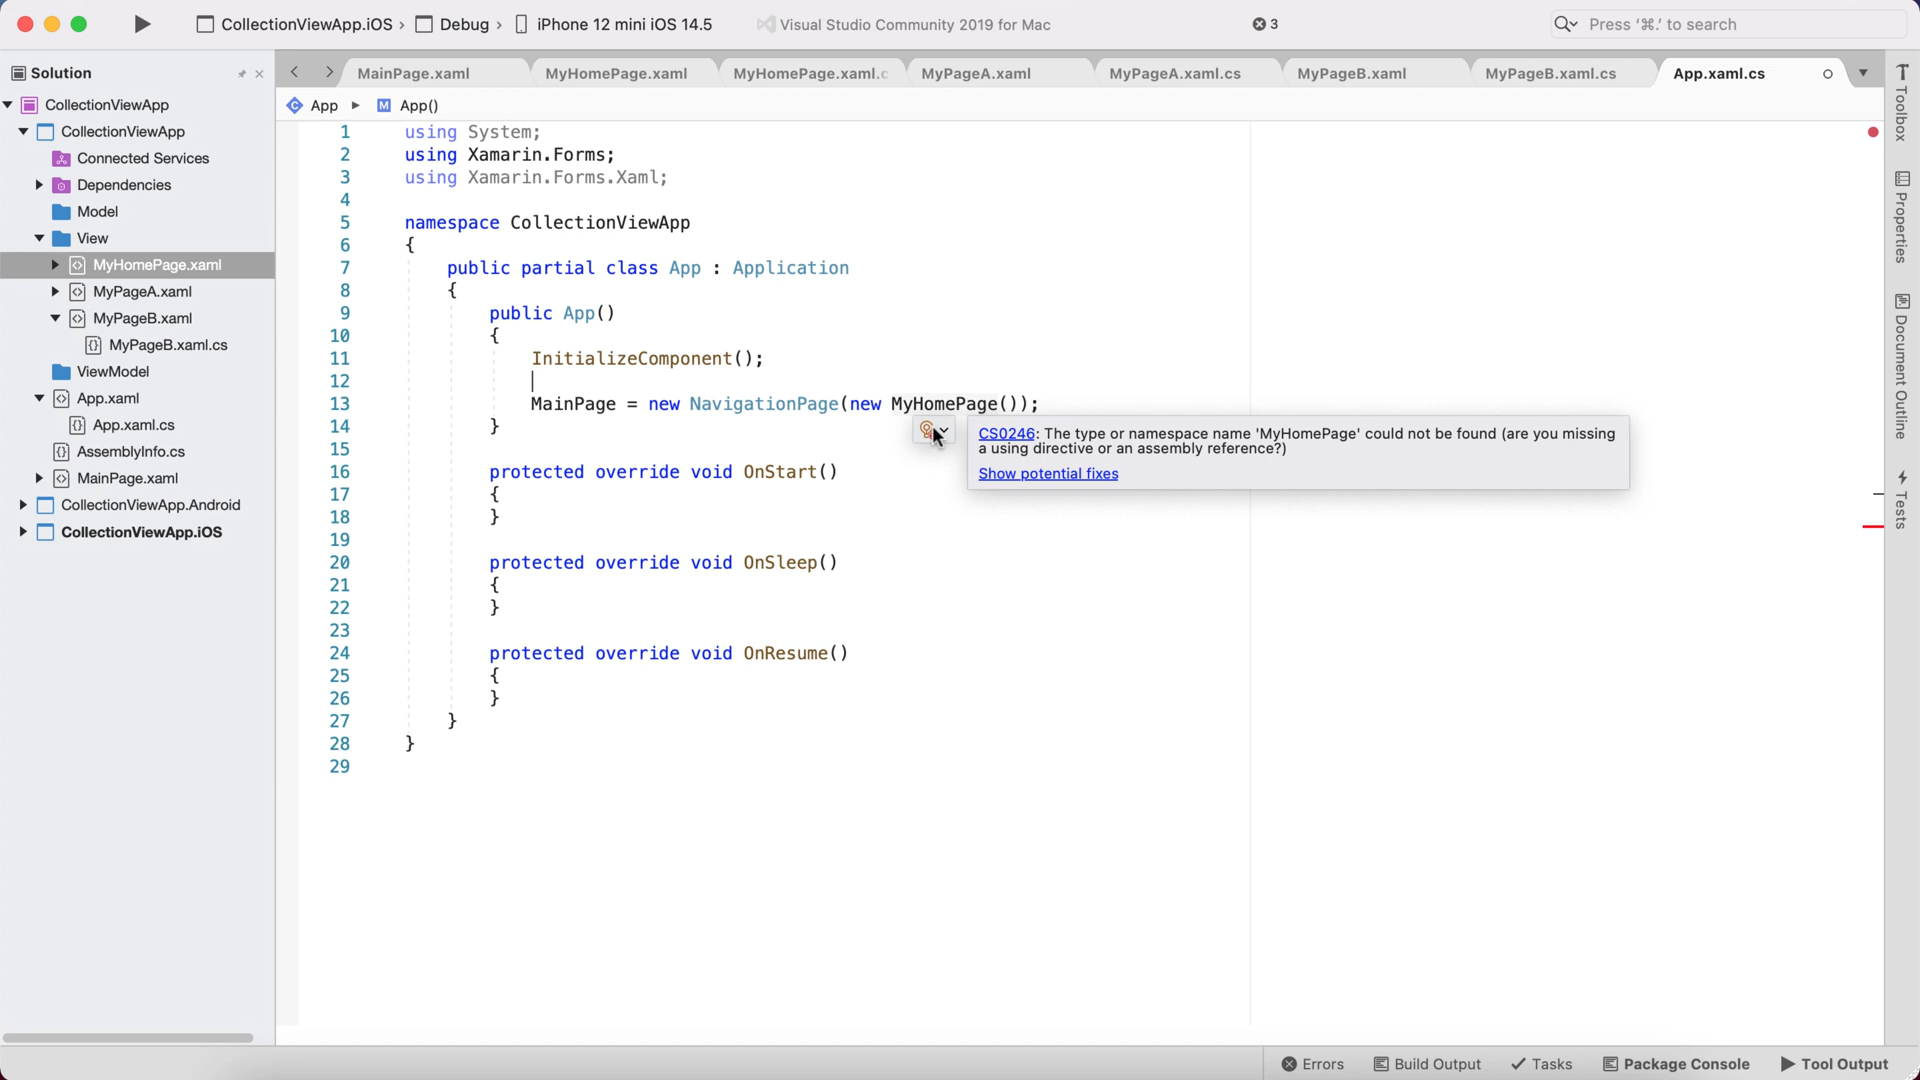 CollectionViewApp.iOS › Debug › iPhone 12 mini iOS 14.5
Visual Studio Community 2019 for Mac
3
Press ‘⌘.’ to search
Solution
MainPage.xaml
MyHomePage.xaml
MyHomePage.xaml.c
MyPageA.xaml
MyPageA.xaml.cs
MyPageB.xaml
MyPageB.xaml.cs
App.xaml.cs
App
M App()
CollectionViewApp
CollectionViewApp
Connected Services
Dependencies
Model
View
MyHomePage.xaml
MyPageA.xaml
MyPageB.xaml
MyPageB.xaml.cs
ViewModel
App.xaml
App.xaml.cs
AssemblyInfo.cs
MainPage.xaml
CollectionViewApp.Android
CollectionViewApp.iOS
1 using System;
2 using Xamarin.Forms;
3 using Xamarin.Forms.Xaml;
4
5 namespace CollectionViewApp
6 {
7 public partial class App : Application
8 {
9 public App()
10 {
11 InitializeComponent();
12
13 MainPage = new NavigationPage(new MyHomePage());
14 }
15
16 protected override void OnStart()
17 {
18 }
19
20 protected override void OnSleep()
21 {
22 }
23
24 protected override void OnResume()
25 {
26 }
27 }
28 }
29
CS0246: The type or namespace name 'MyHomePage' could not be found (are you missing
a using directive or an assembly reference?)
Show potential fixes
Toolbox
Properties
Document Outline
Tests
Errors
Build Output
Tasks
Package Console
Tool Output